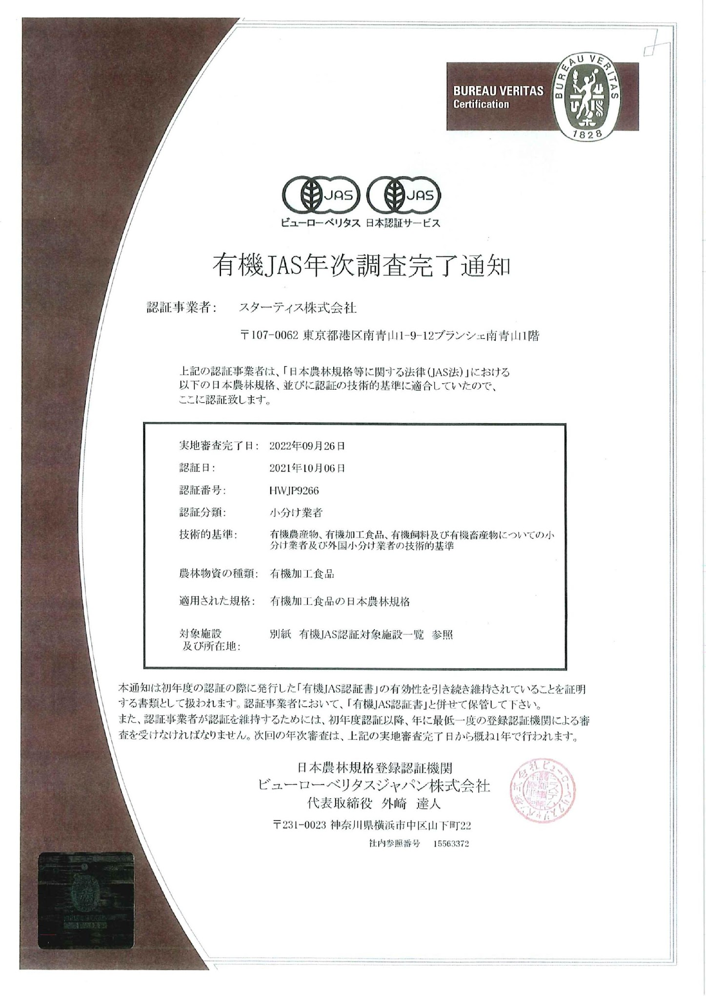 BUREAU VERITAS
Certification
BUREAU VERITAS
1828
JAS JAS
ビューローベリタス 日本認証サービス
有機JAS年次調査完了通知
認証事業者: スターティス株式会社
〒107-0062 東京都港区南青山1-9-12ブランシェ南青山1階
上記の認証事業者は、「日本農林規格等に関する法律(JAS法)」における
以下の日本農林規格、並びに認証の技術的基準に適合していたので、
ここに認証致します。
実地審査完了日: 2022年09月26日
認証日: 2021年10月06日
認証番号: HWJP9266
認証分類: 小分け業者
技術的基準: 有機農産物、有機加工食品、有機飼料及び有機畜産物についての小
分け業者及び外国小分け業者の技術的基準
農林物資の種類: 有機加工食品
適用された規格: 有機加工食品の日本農林規格
対象施設 別紙 有機JAS認証対象施設一覧 参照
及び所在地:
本通知は初年度の認証の際に発行した「有機JAS認証書」の有効性を引き続き維持されていることを証明
する書類として扱われます。認証事業者において、「有機JAS認証書」と併せて保管して下さい。
また、認証事業者が認証を維持するためには、初年度認証以降、年に最低一度の登録認証機関による審
査を受けなければなりません。次回の年次審査は、上記の実地審査完了日から概ね1年で行われます。
日本農林規格登録認証機関
ビューローベリタスジャパン株式会社
代表取締役 外崎 達人
〒231-0023 神奈川県横浜市中区山下町22
社内参照番号 15563372
株式会社ビューローベリタスジャパン